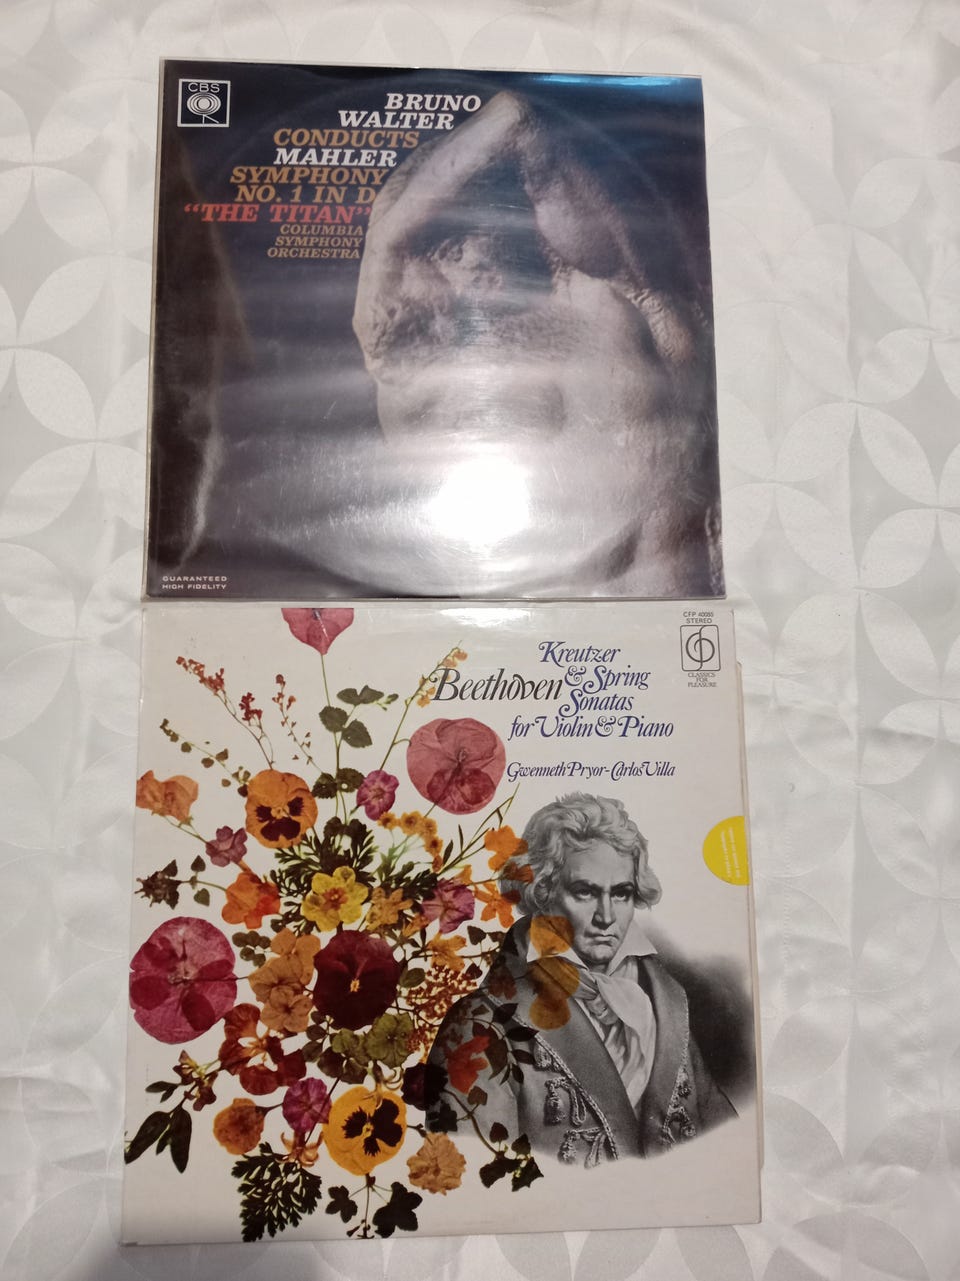 CBS
BRUNO
WALTER
CONDUCTS
MAHLER
SYMPHONY
NO. 1 IN D
“THE TITAN”
COLUMBIA
SYMPHONY
ORCHESTRA
GUARANTEED
HIGH FIDELITY
CFP 40085
STEREO
CLASSICS
FOR
PLEASURE
Kreutzer
Beethoven & Spring
Sonatas
for Violin & Piano
Gwenneth Pryor-Carlos Villa